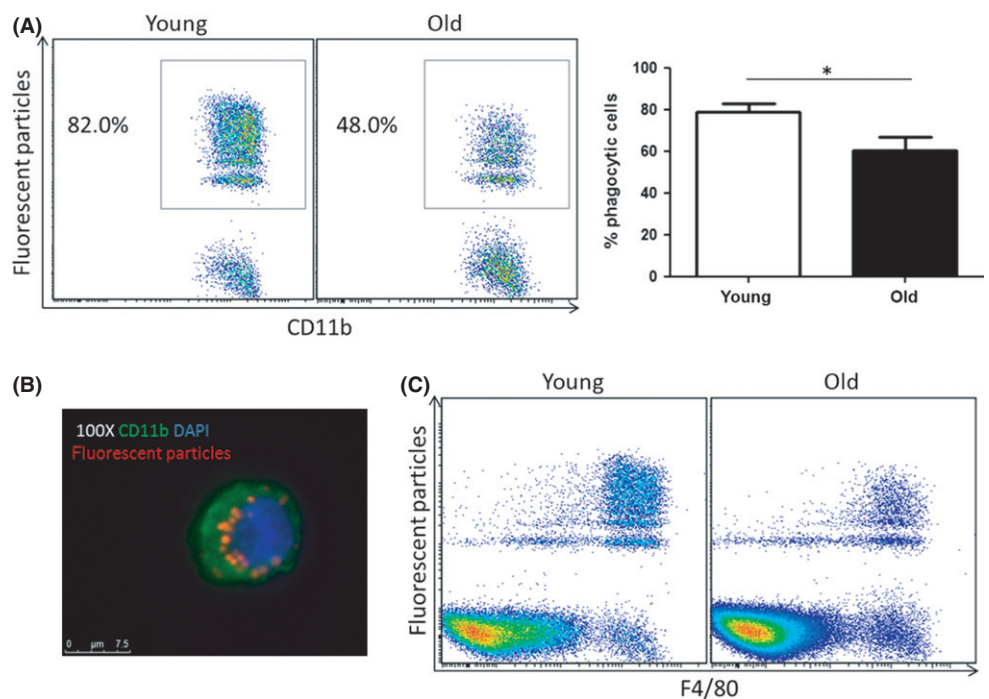 (A)
Young
Old
Fluorescent particles
82.0%
48.0%
CD11b
% phagocytic cells
100
80
60
40
20
0
*
Young
Old
(B)
100X CD11b DAPI
Fluorescent particles
0 µm 7.5
(C)
Young
Old
Fluorescent particles
F4/80